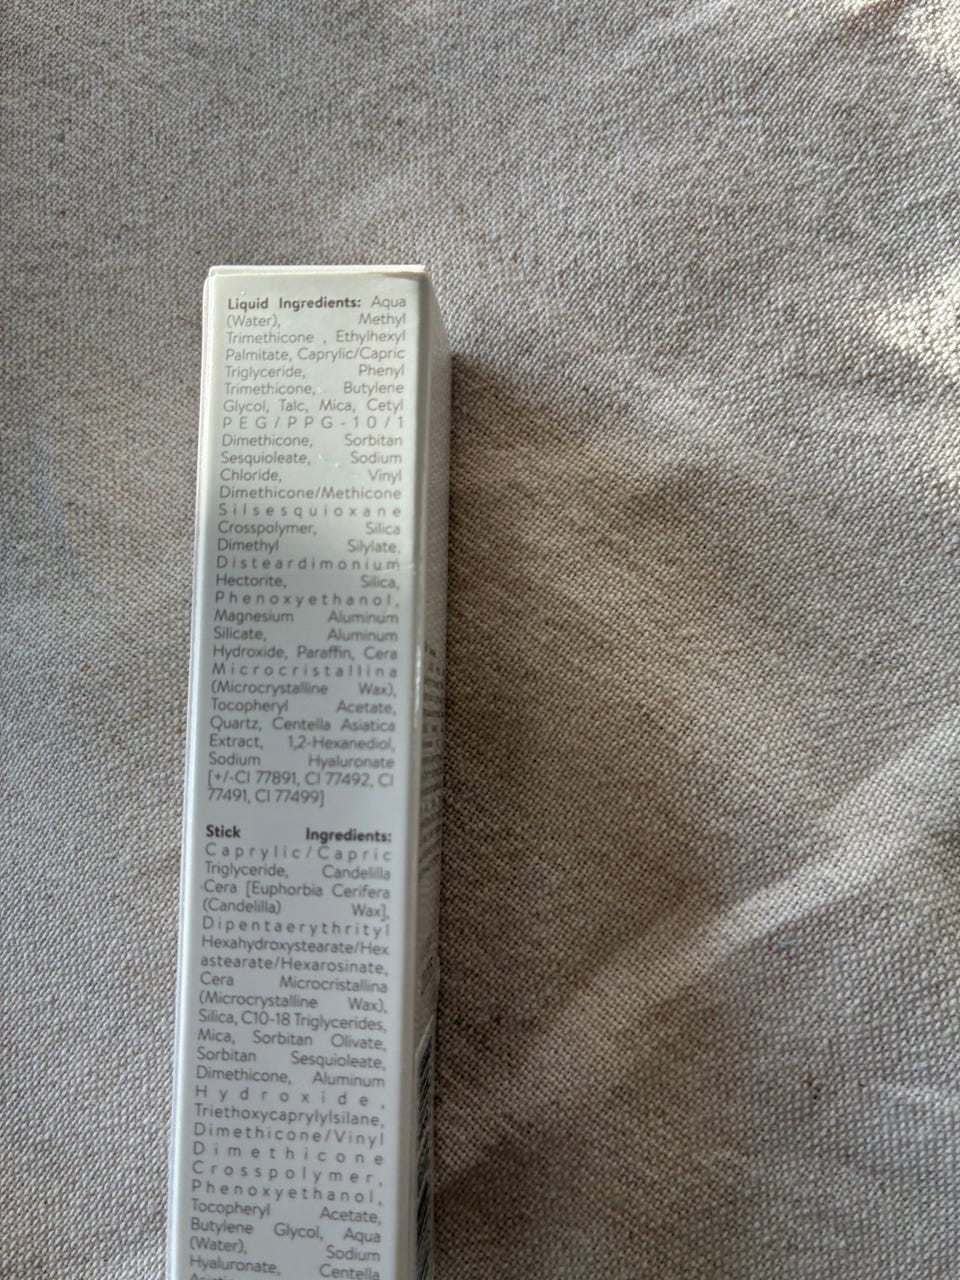 Liquid Ingredients: Aqua
(Water), Methyl
Trimethicone , Ethylhexyl
Palmitate, Caprylic/Capric
Triglyceride, Phenyl
Trimethicone, Butylene
Glycol, Talc, Mica, Cetyl
PEG/PPG-10/1
Dimethicone, Sorbitan
Sesquioleate, Sodium
Chloride, Vinyl
Dimethicone/Methicone
Silsesquioxane
Crosspolymer, Silica
Dimethyl Silylate,
Disteardimonium
Hectorite, Silica,
Phenoxyethanol,
Magnesium Aluminum
Silicate, Aluminum
Hydroxide, Paraffin, Cera
Microcristallina
(Microcrystalline Wax),
Tocopheryl Acetate,
Quartz, Centella Asiatica
Extract, 1,2-Hexanediol,
Sodium Hyaluronate
[+/-CI 77891, CI 77492, CI
77491, CI 77499]
Stick Ingredients:
Caprylic/Capric
Triglyceride, Candelilla
Cera [Euphorbia Cerifera
(Candelilla) Wax],
Dipentaerythrityl
Hexahydroxystearate/Hex
astearate/Hexarosinate,
Cera Microcristallina
(Microcrystalline Wax),
Silica, C10-18 Triglycerides,
Mica, Sorbitan Olivate,
Sorbitan Sesquioleate,
Dimethicone, Aluminum
Hydroxide,
Triethoxycaprylylsilane,
Dimethicone/Vinyl
Dimethicone
Crosspolymer,
Phenoxyethanol,
Tocopheryl Acetate,
Butylene Glycol, Aqua
(Water), Sodium
Hyaluronate, Centella